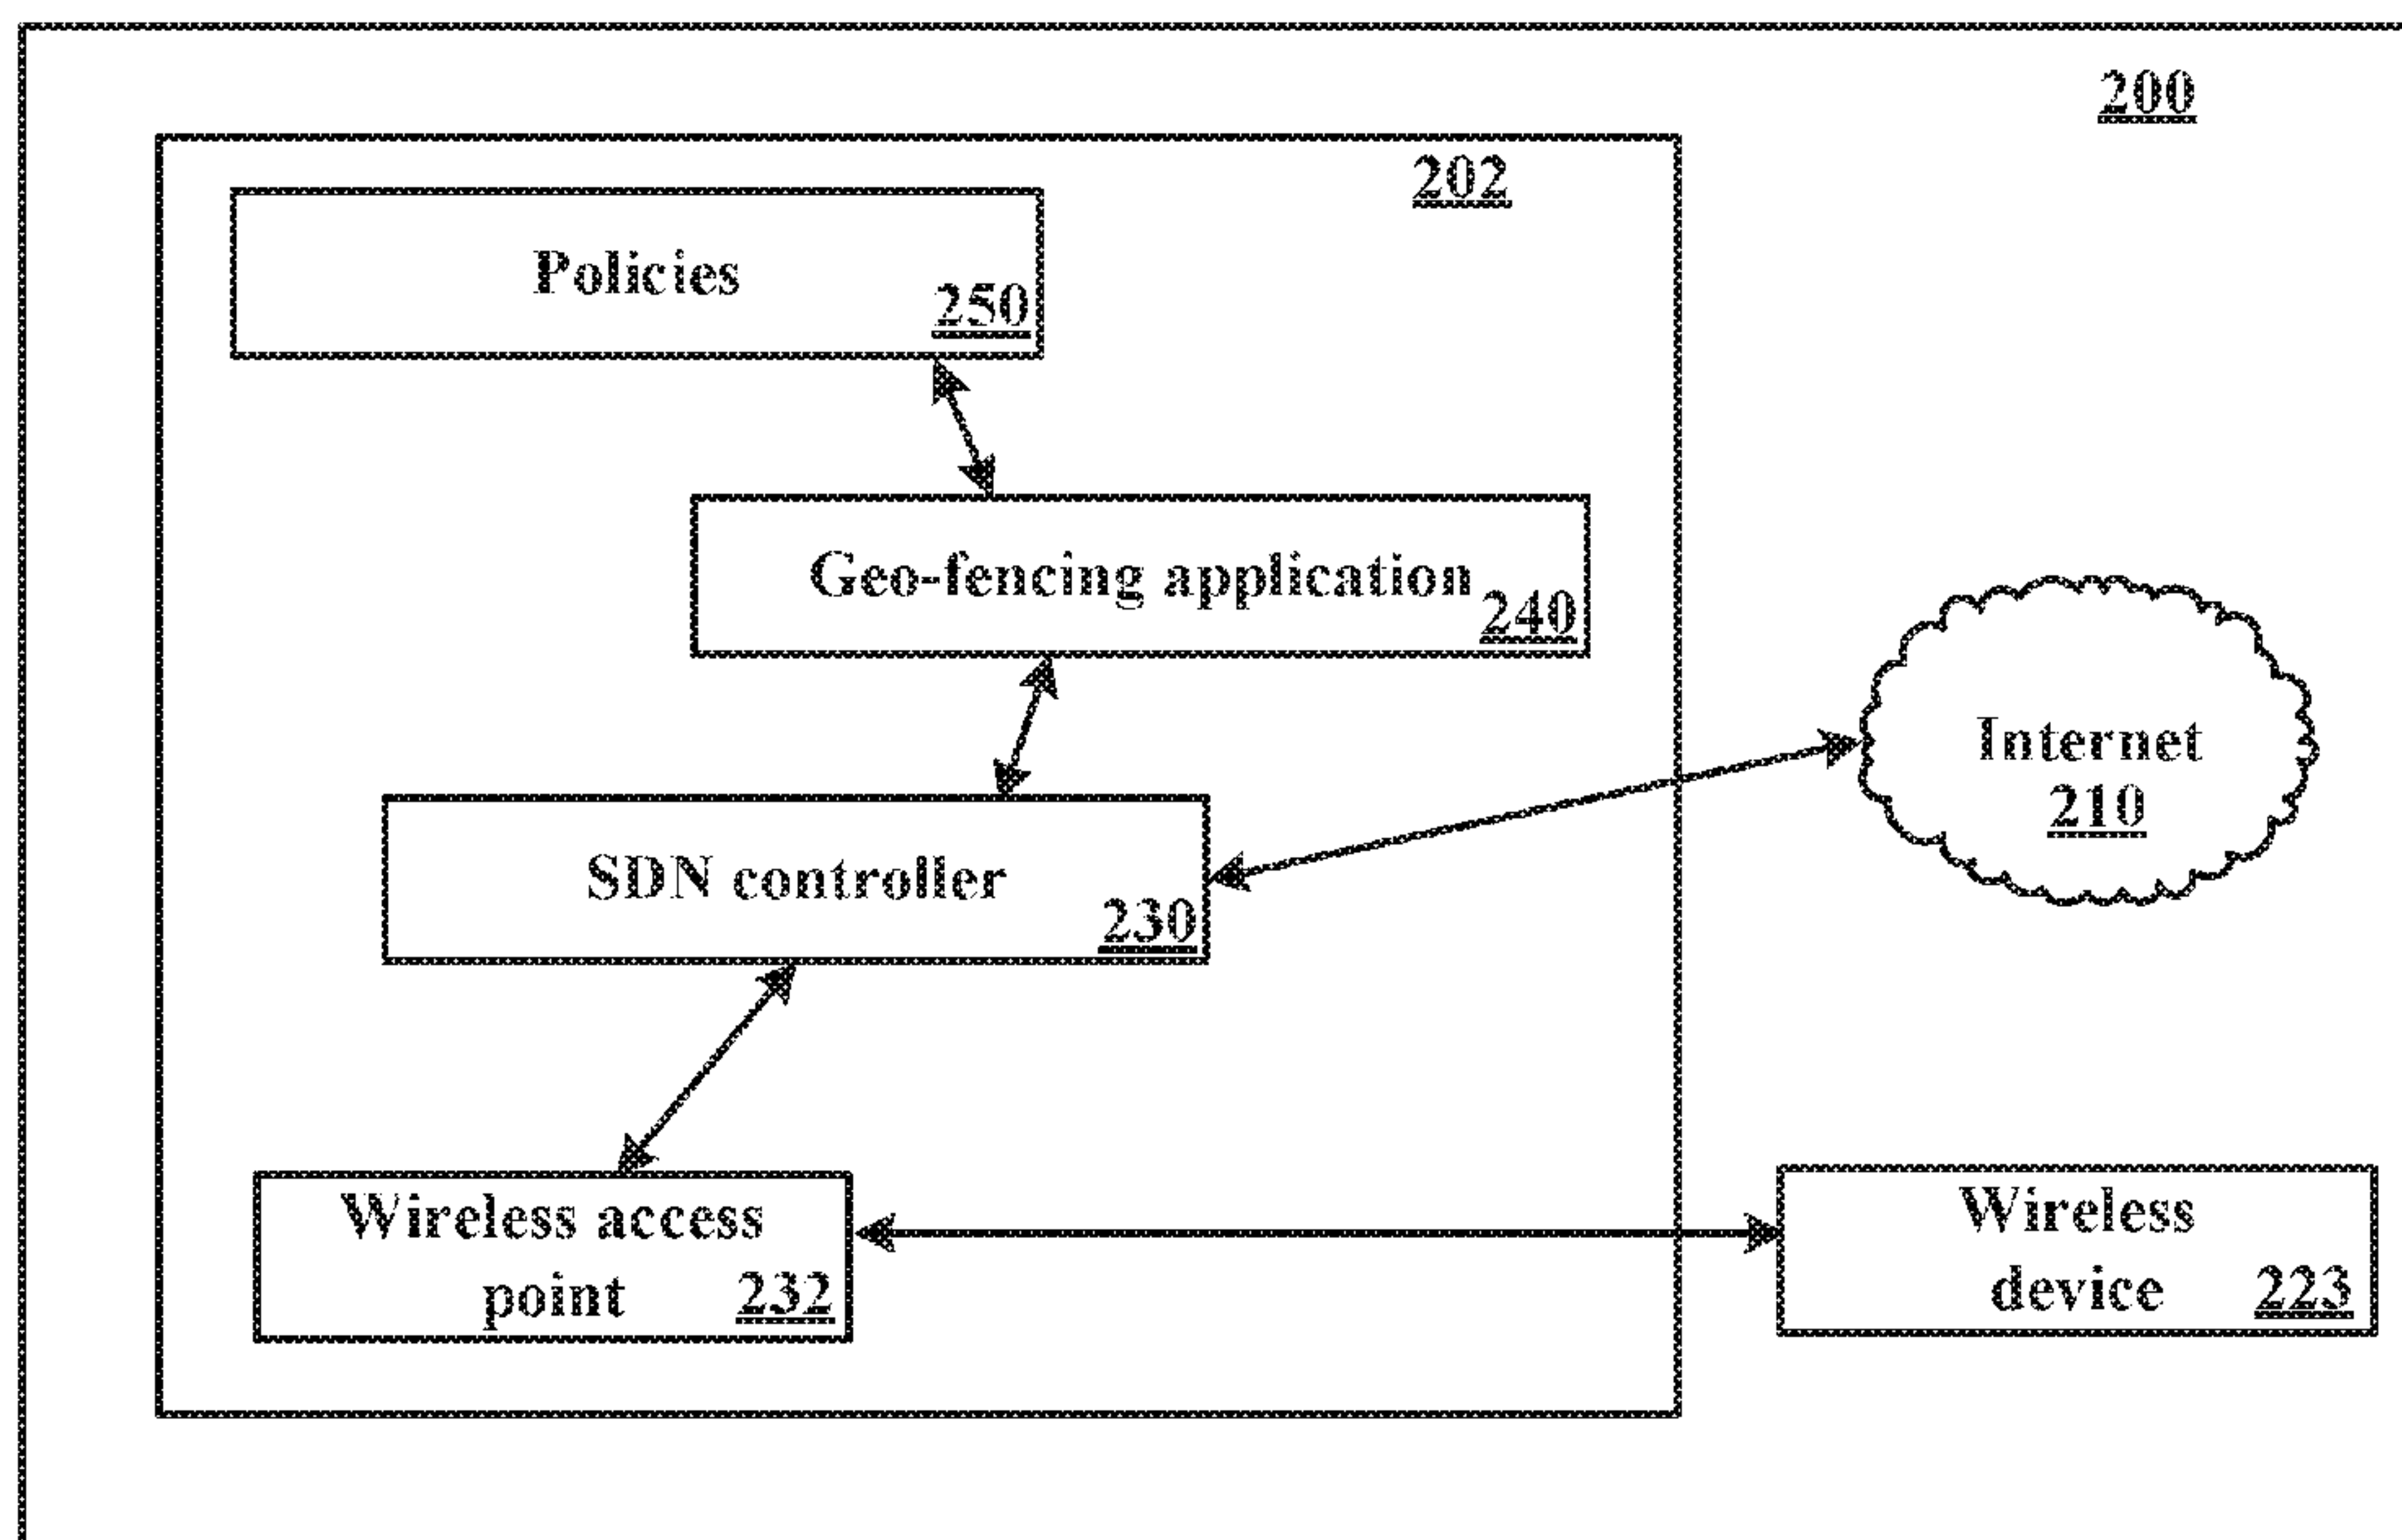 200
202
Policies
250
Geo-fencing application
240
Internet
210
SDN controller
230
Wireless access
point 232
Wireless
device 223